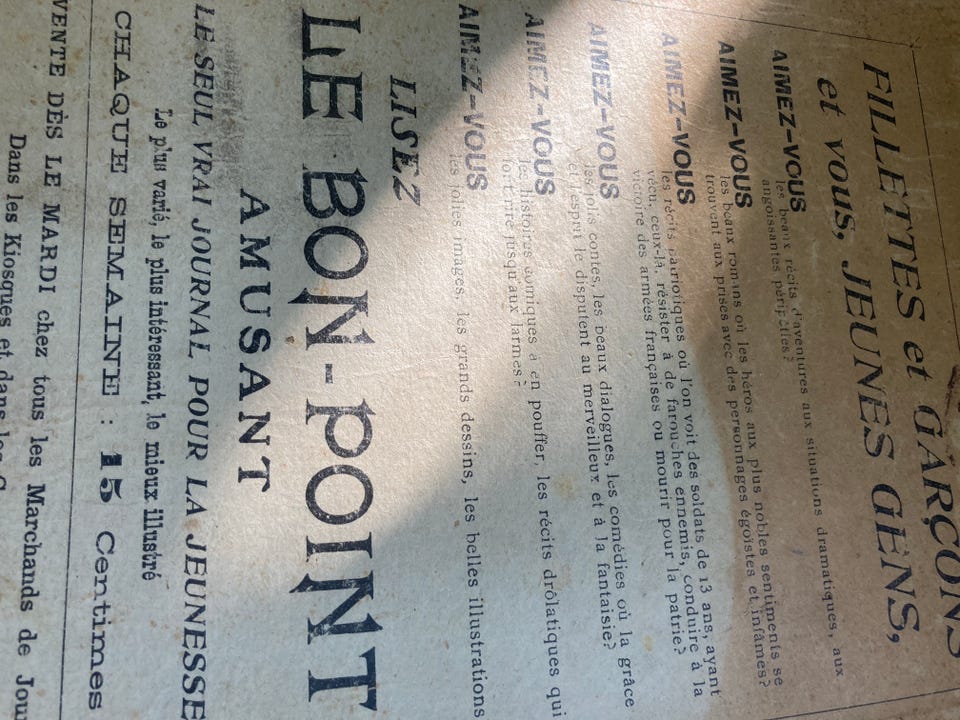 FILLETTES et GARÇONS
et vous, JEUNES GENS,
AIMEZ-VOUS les beaux récits d'aventures aux situations dramatiques, aux
angoissantes péripéties?
AIMEZ-VOUS les beaux romans où les héros aux plus nobles sentiments se
trouvent aux prises avec des personnages égoïstes et infâmes?
AIMEZ-VOUS les récits patriotiques où l'on voit des soldats de 13 ans, ayant
vécu, ceux-là, résister à de farouches ennemis, conduire à la
victoire des armées françaises ou mourir pour la patrie?
AIMEZ-VOUS les jolis contes, les beaux dialogues, les comédies où la grâce
et l'esprit le disputent au merveilleux et à la fantaisie?
AIMEZ-VOUS les histoires comiques à en pouffer, les récits drôlatiques qui
font rire jusqu'aux larmes?
AIMEZ-VOUS les jolies images, les grands dessins, les belles illustrations
LISEZ
LE BON-POINT
AMUSANT
LE SEUL VRAI JOURNAL POUR LA JEUNESSE
Le plus varié, le plus intéressant, le mieux illustré
CHAQUE SEMAINE : 15 Centimes
VENTE DÈS LE MARDI chez tous les Marchands de Jour
Dans les Kiosques et dans les